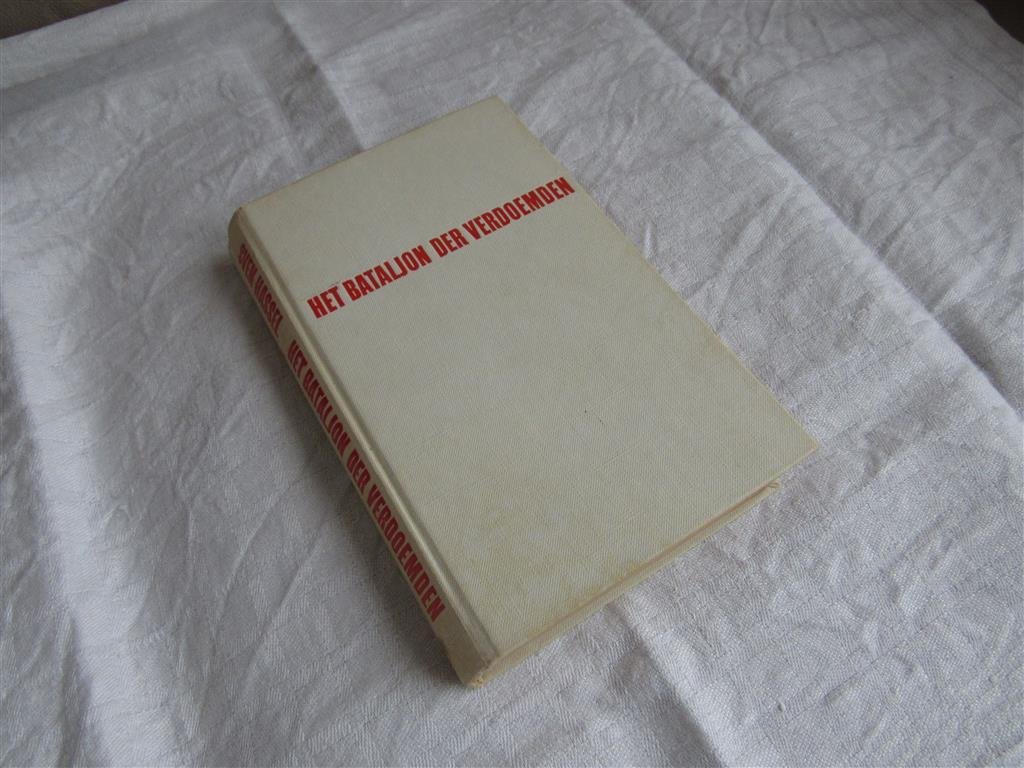 HET BATALJON DER VERDOEMDEN
SVEN HASSEL HET BATALJON DER VERDOEMDEN